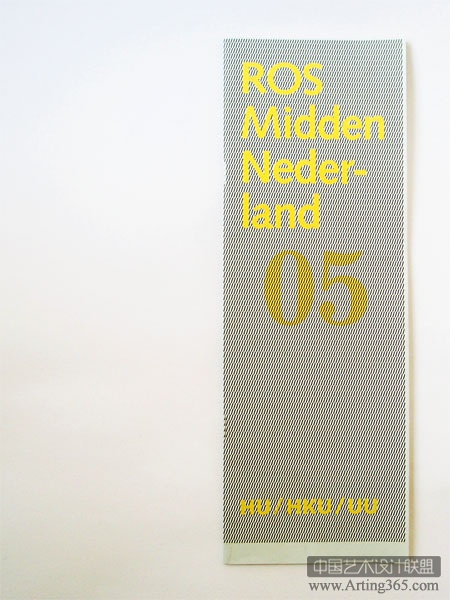 ROS
Midden
Neder-
land
05
HU / HKU / UU
中国艺术设计联盟
www.Arting365.com